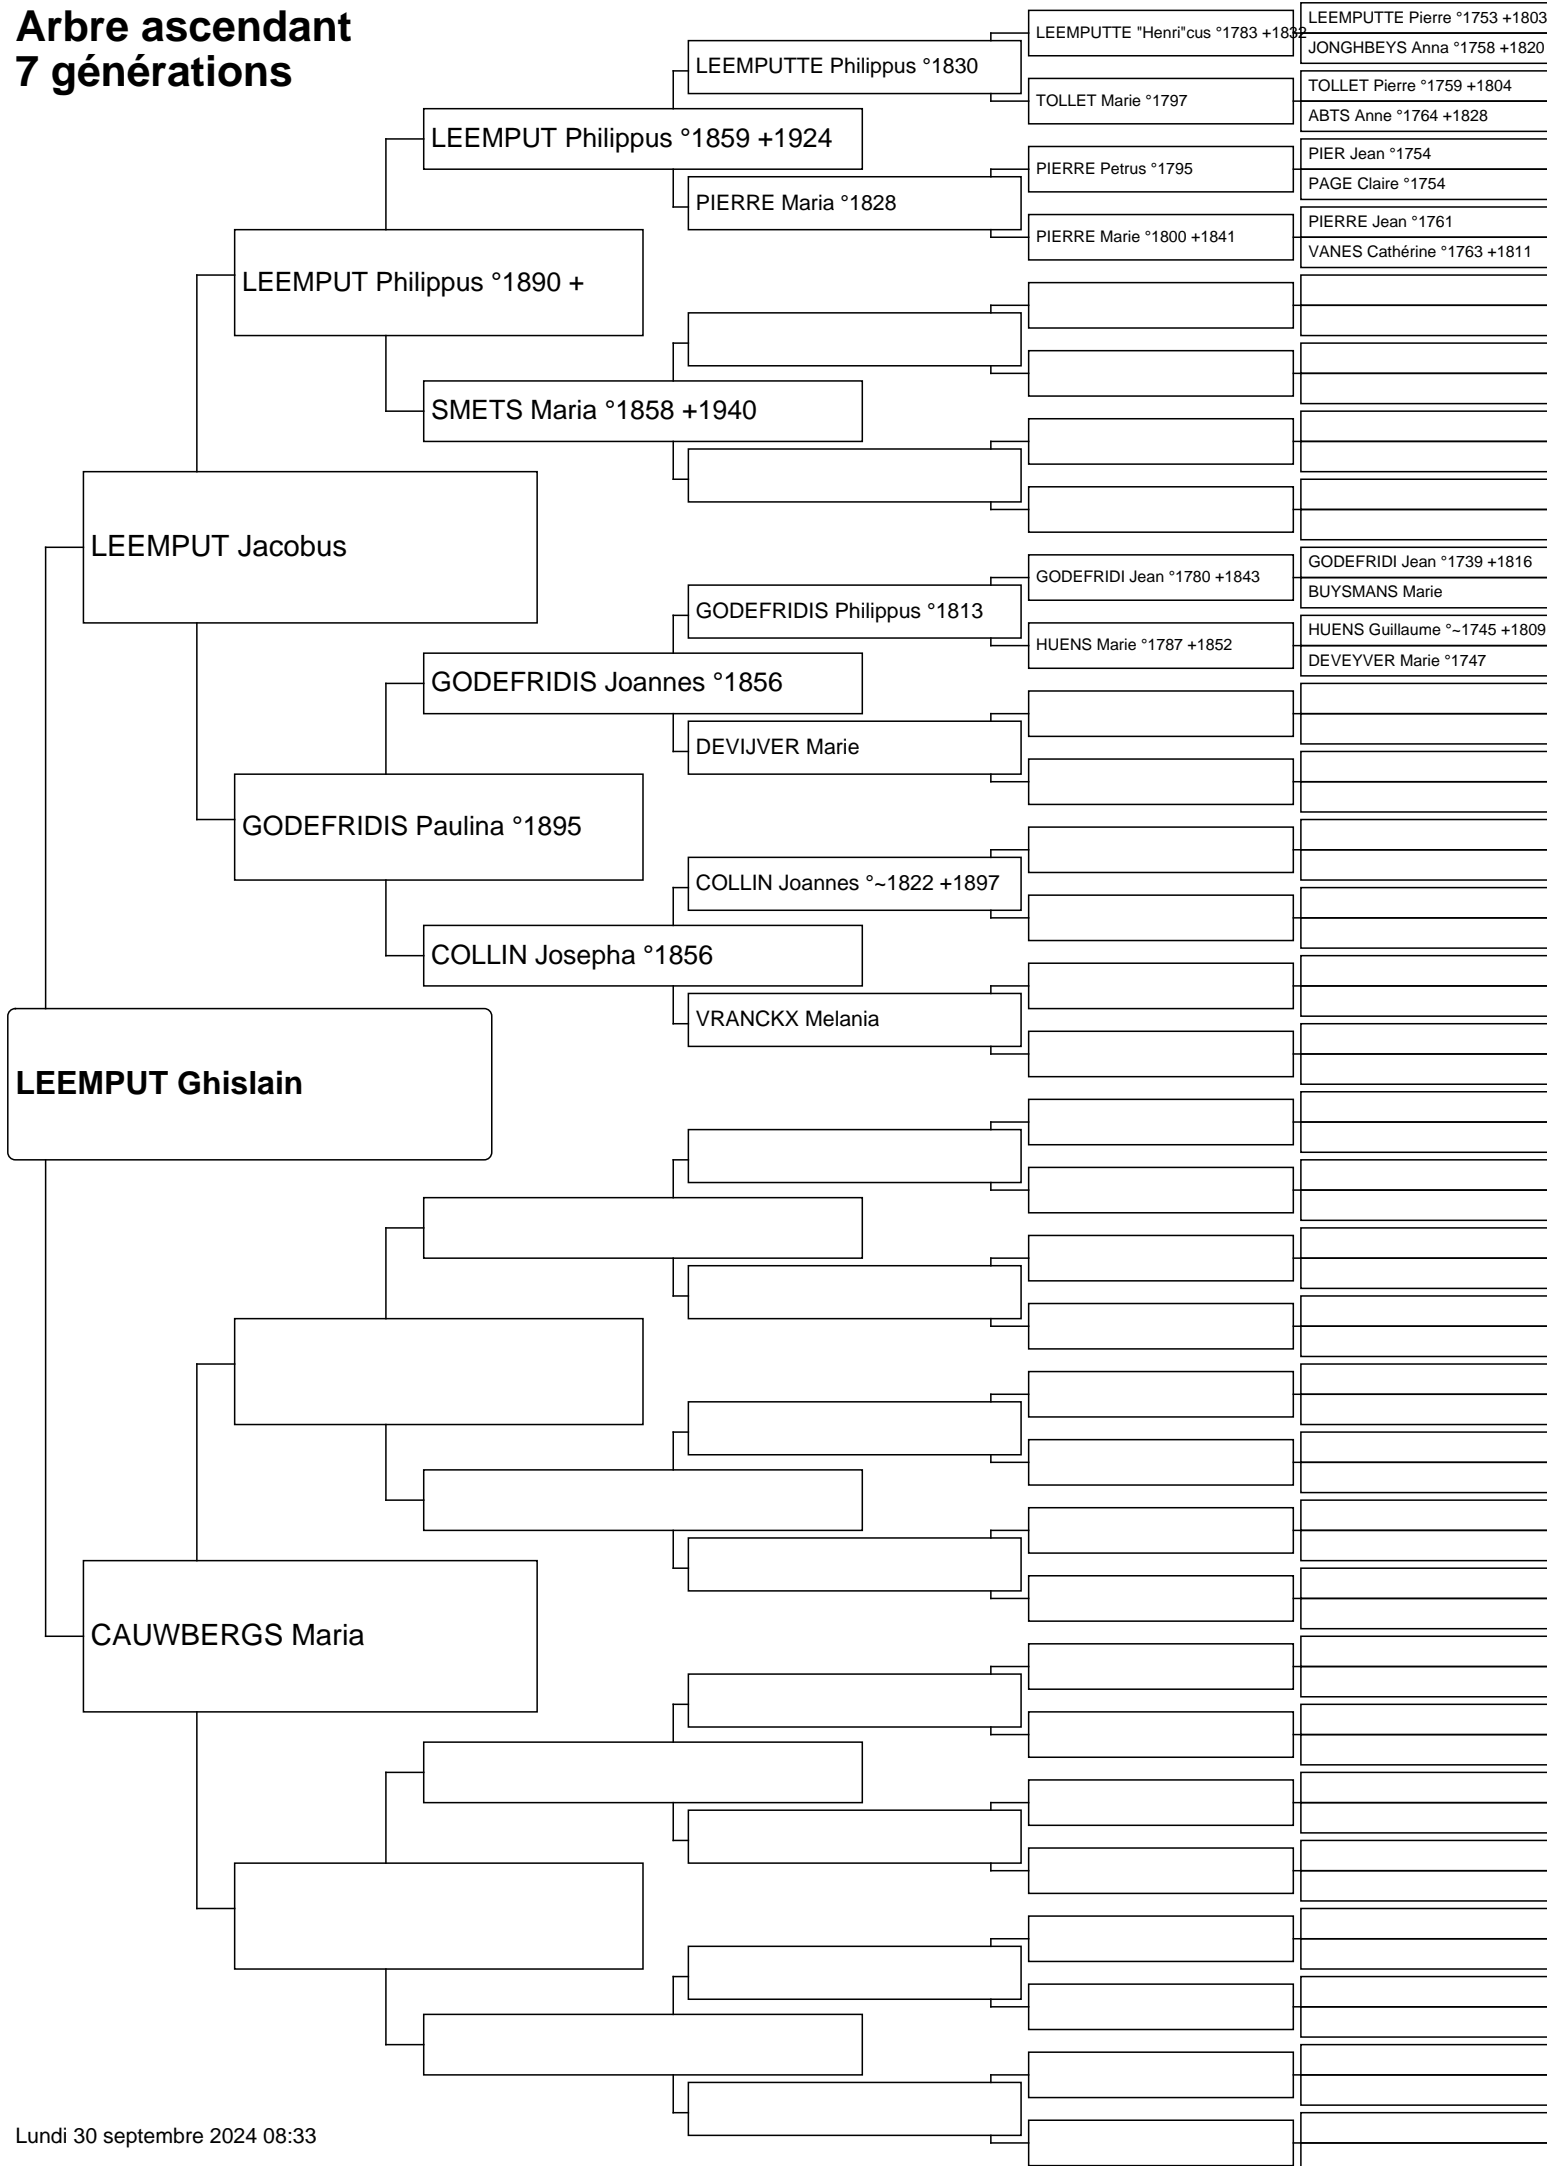 Arbre ascendant
7 générations
LEEMPUTTE Pierre °1753 +1803
LEEMPUTTE "Henri"cus °1783 +1832
JONGHBEYS Anna °1758 +1820
LEEMPUTTE Philippus °1830
TOLLET Pierre °1759 +1804
TOLLET Marie °1797
ABTS Anne °1764 +1828
LEEMPUT Philippus °1859 +1924
PIER Jean °1754
PIERRE Petrus °1795
PAGE Claire °1754
PIERRE Maria °1828
PIERRE Jean °1761
PIERRE Marie °1800 +1841
VANES Cathérine °1763 +1811
LEEMPUT Philippus °1890 +
SMETS Maria °1858 +1940
LEEMPUT Jacobus
GODEFRIDI Jean °1739 +1816
GODEFRIDI Jean °1780 +1843
BUYSMANS Marie
GODEFRIDIS Philippus °1813
HUENS Guillaume °~1745 +1809
HUENS Marie °1787 +1852
DEVEYVER Marie °1747
GODEFRIDIS Joannes °1856
DEVIJVER Marie
GODEFRIDIS Paulina °1895
COLLIN Joannes °~1822 +1897
COLLIN Josepha °1856
VRANCKX Melania
LEEMPUT Ghislain
CAUWBERGS Maria
Lundi 30 septembre 2024 08:33